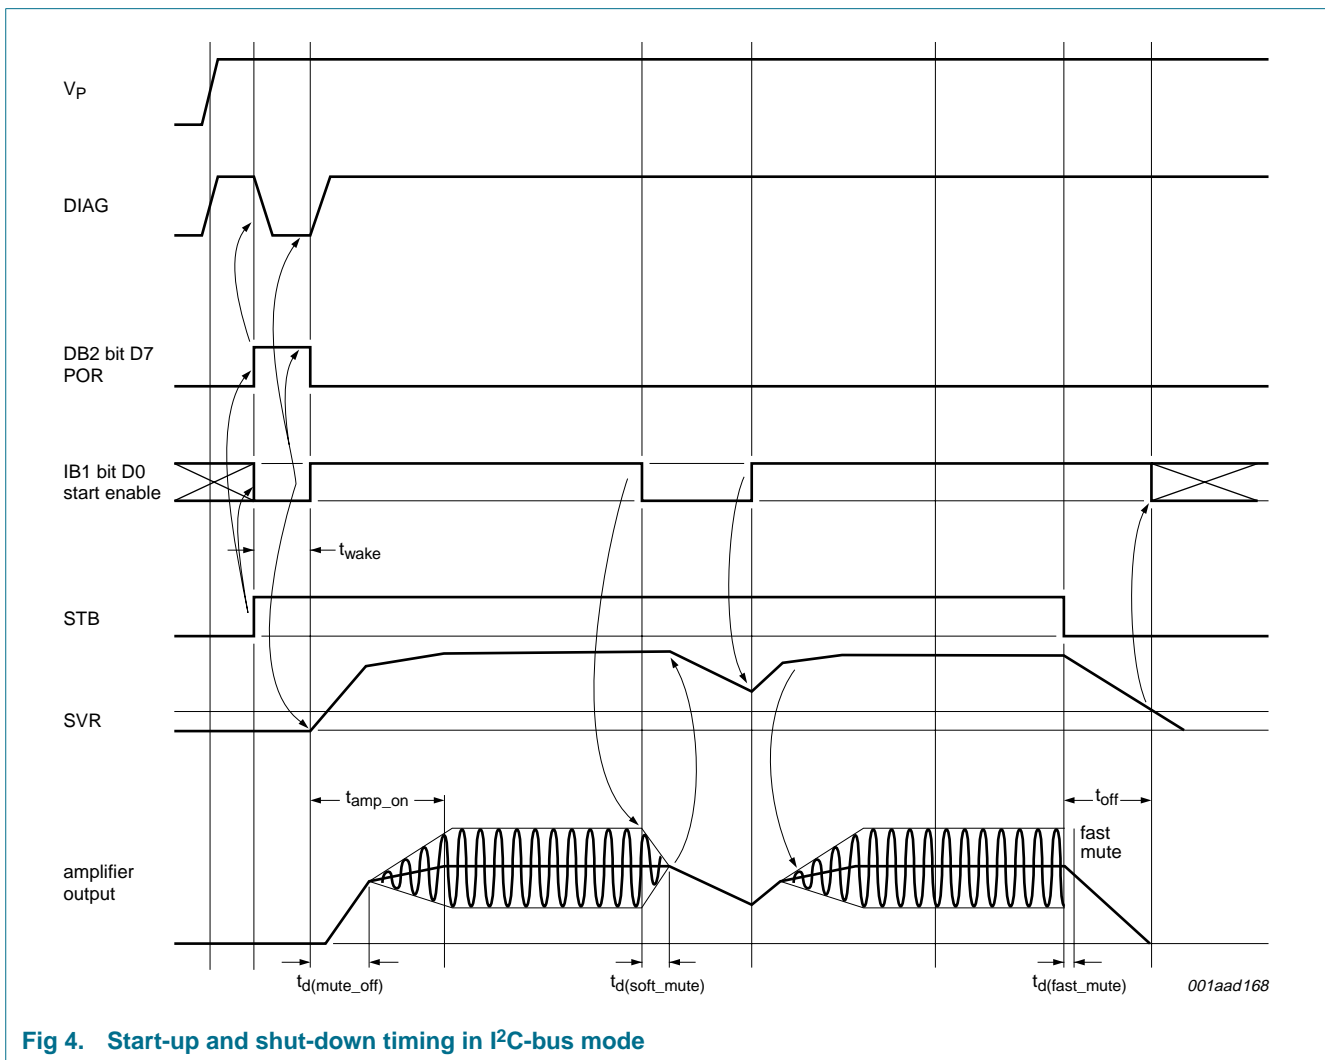 VP
DIAG
DB2 bit D7
POR
IB1 bit D0
start enable
twake
STB
SVR
tamp_on
toff
fast
mute
amplifier
output
td(mute_off)
td(soft_mute)
td(fast_mute)
001aad168
Fig 4. Start-up and shut-down timing in I²C-bus mode